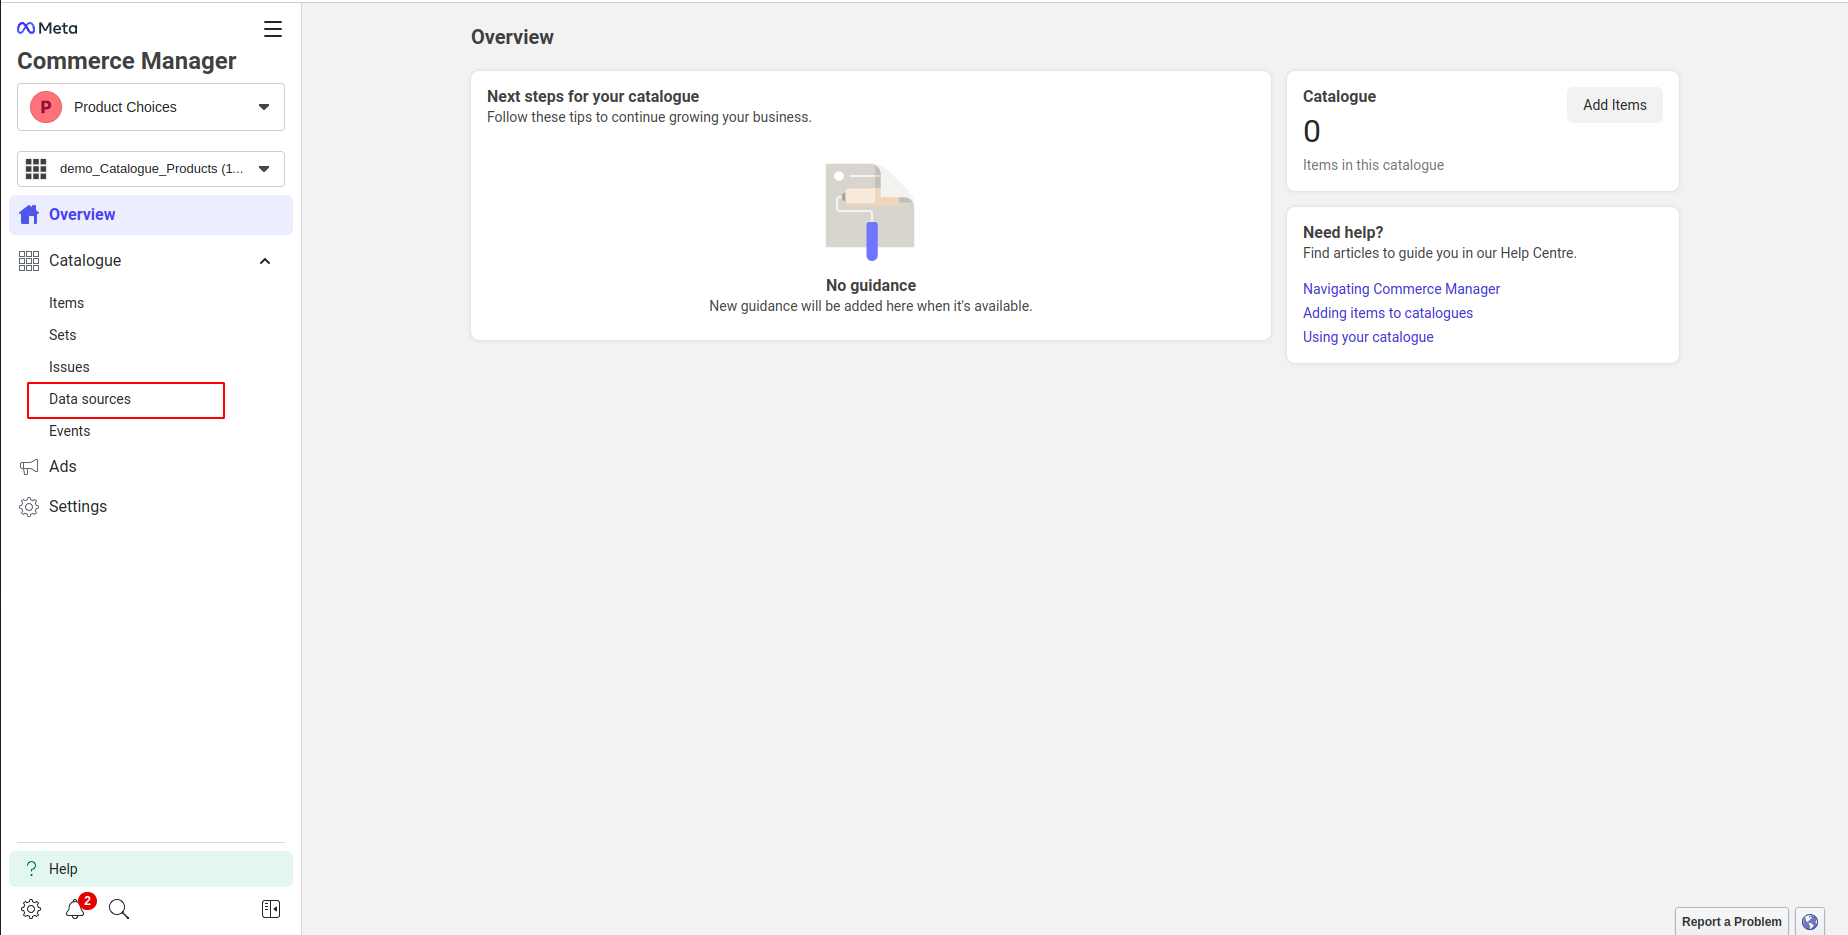 Meta
Commerce Manager
P
Product Choices
demo_Catalogue_Products (1...
Overview
Catalogue
Items
Sets
Issues
Data sources
Events
Ads
Settings
? Help
2
Overview
Next steps for your catalogue
Follow these tips to continue growing your business.
No guidance
New guidance will be added here when it's available.
Catalogue
Add Items
0
Items in this catalogue
Need help?
Find articles to guide you in our Help Centre.
Navigating Commerce Manager
Adding items to catalogues
Using your catalogue
Report a Problem